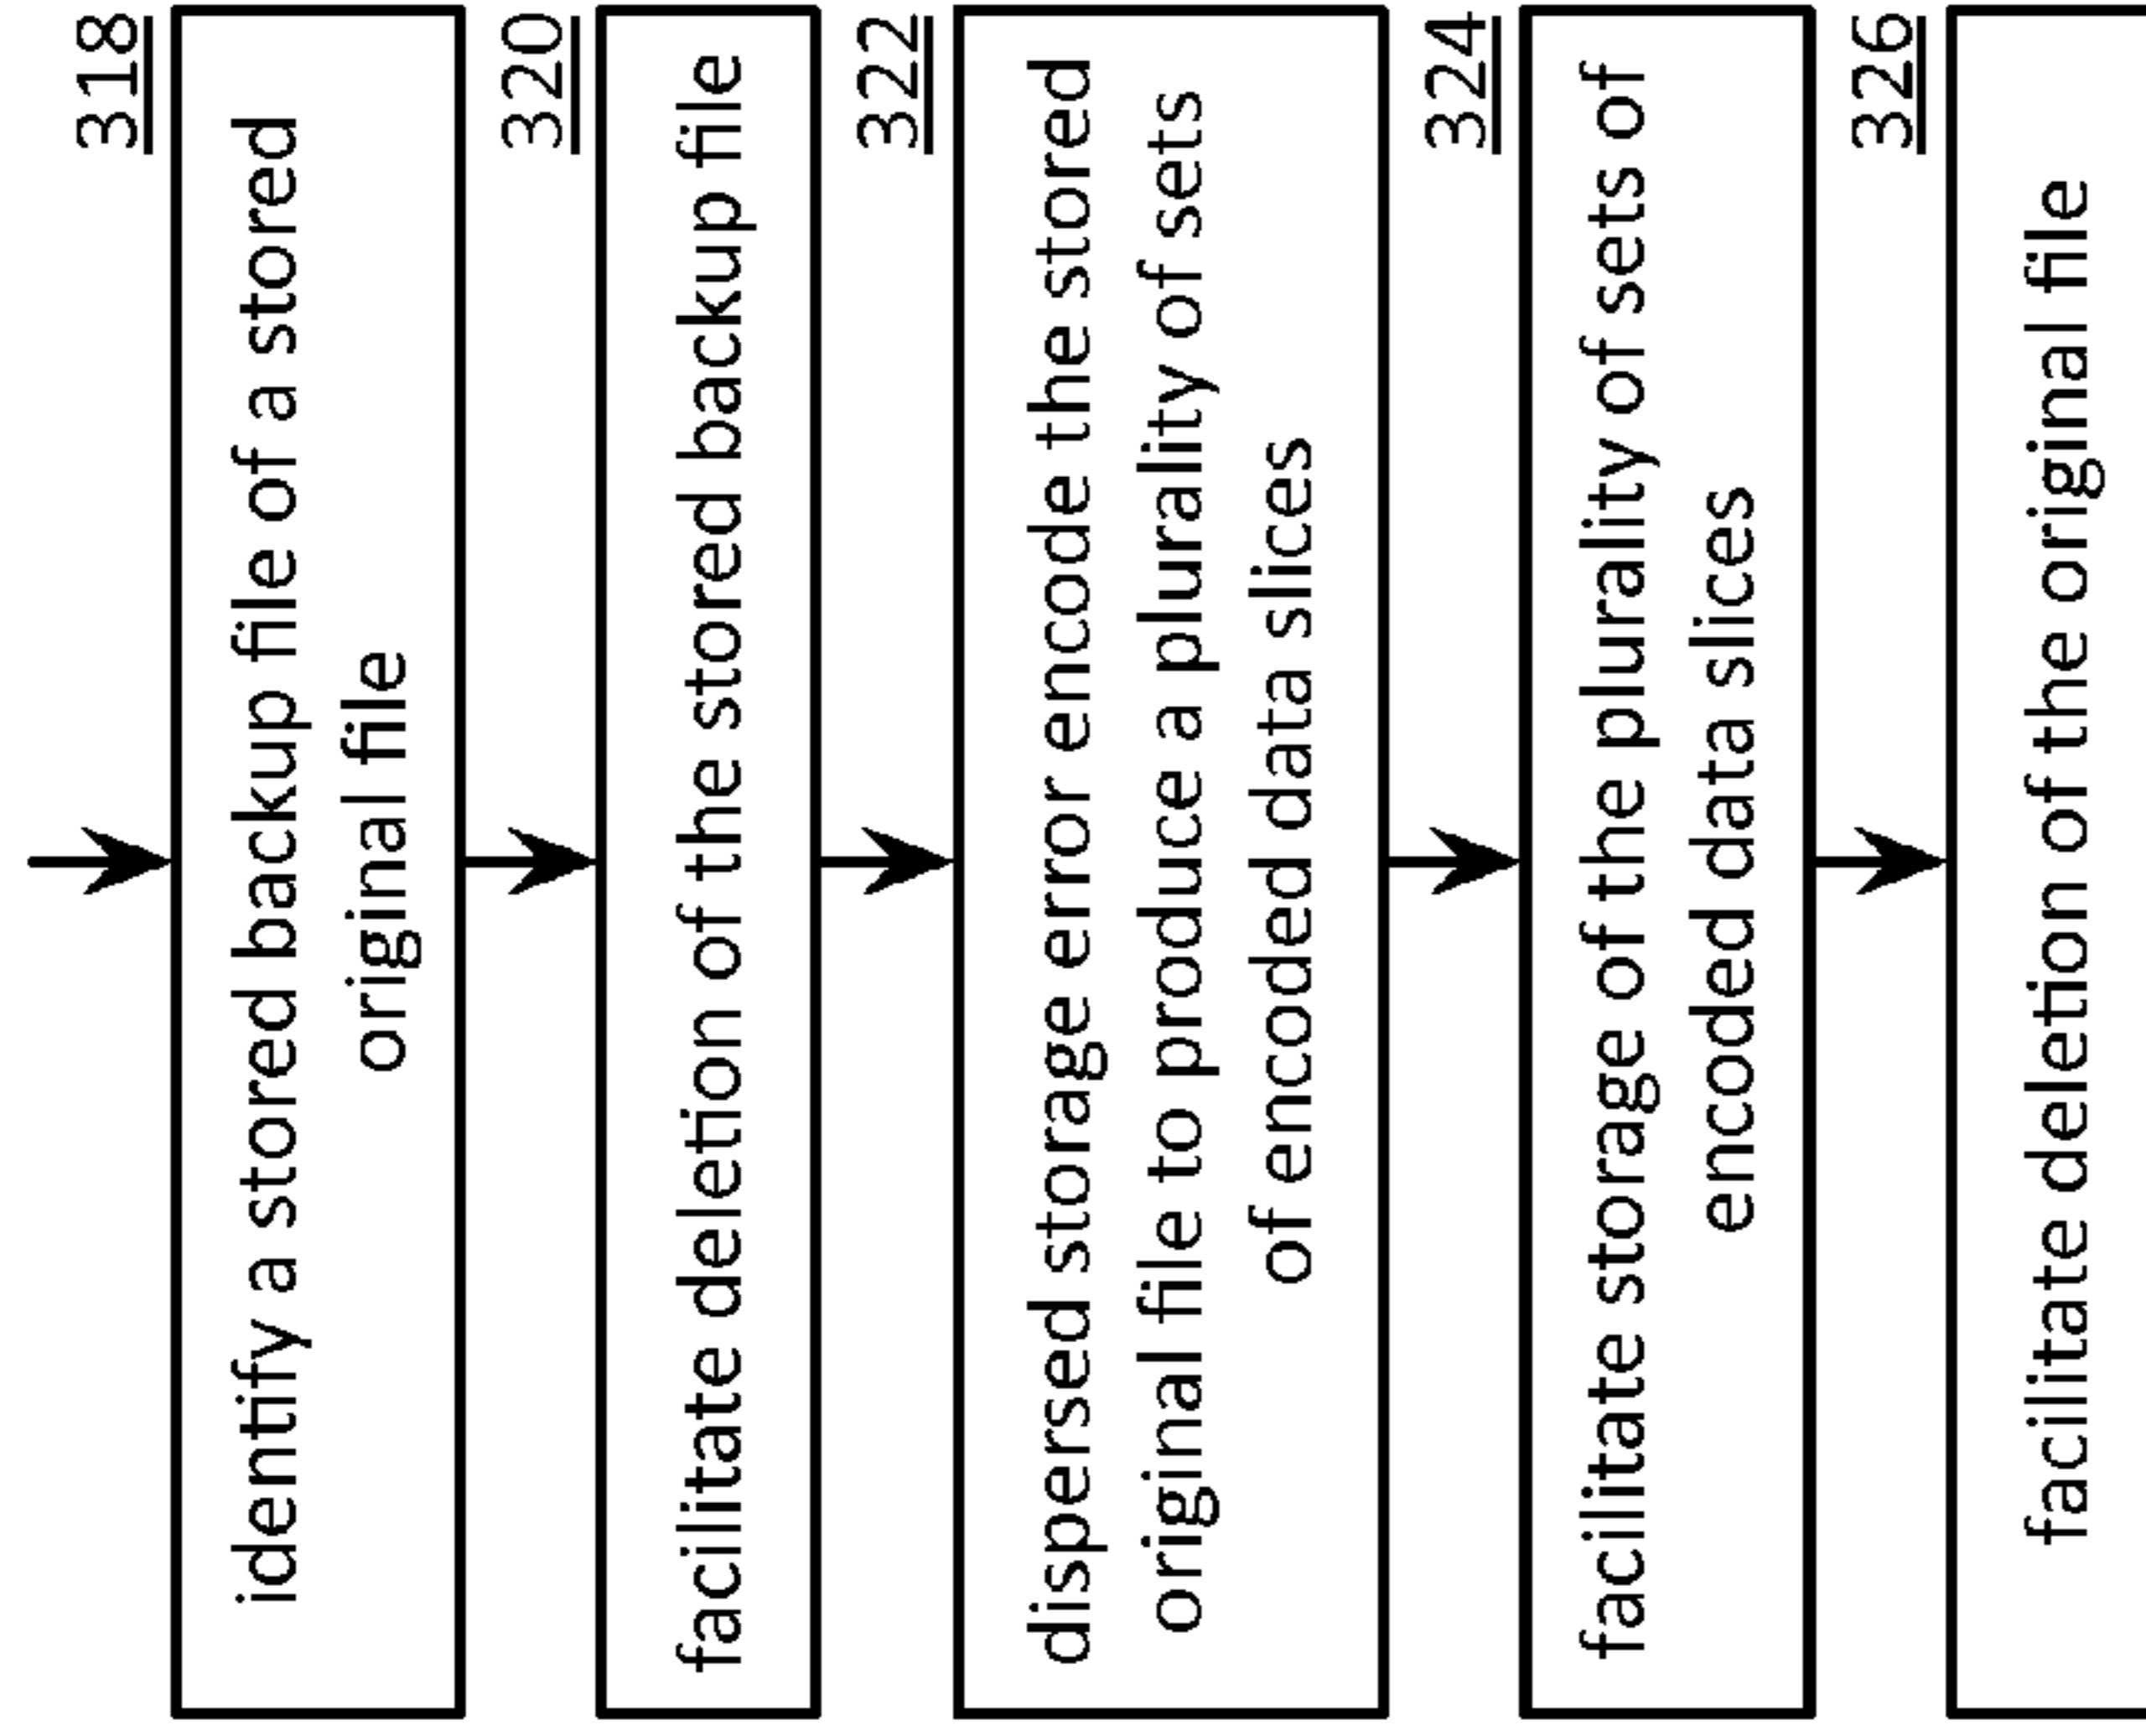 318
identify a stored backup file of a stored
original file
320
facilitate deletion of the stored backup file
322
dispersed storage error encode the stored
original file to produce a plurality of sets
of encoded data slices
324
facilitate storage of the plurality of sets of
encoded data slices
326
facilitate deletion of the original file